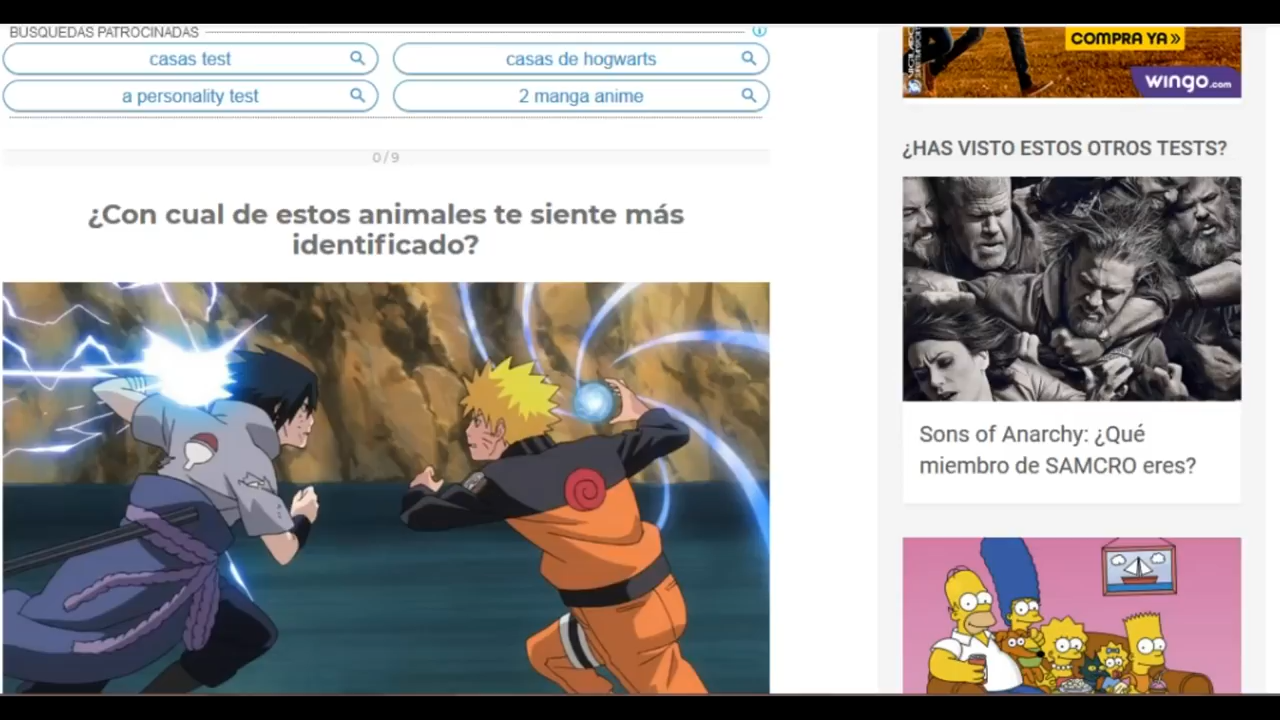 BUSQUEDAS PATROCINADAS
casas test
casas de hogwarts
a personality test
2 manga anime
0/9
¿Con cual de estos animales te siente más
identificado?
COMPRA YA »
wingo.com
¿HAS VISTO ESTOS OTROS TESTS?
Sons of Anarchy: ¿Qué
miembro de SAMCRO eres?